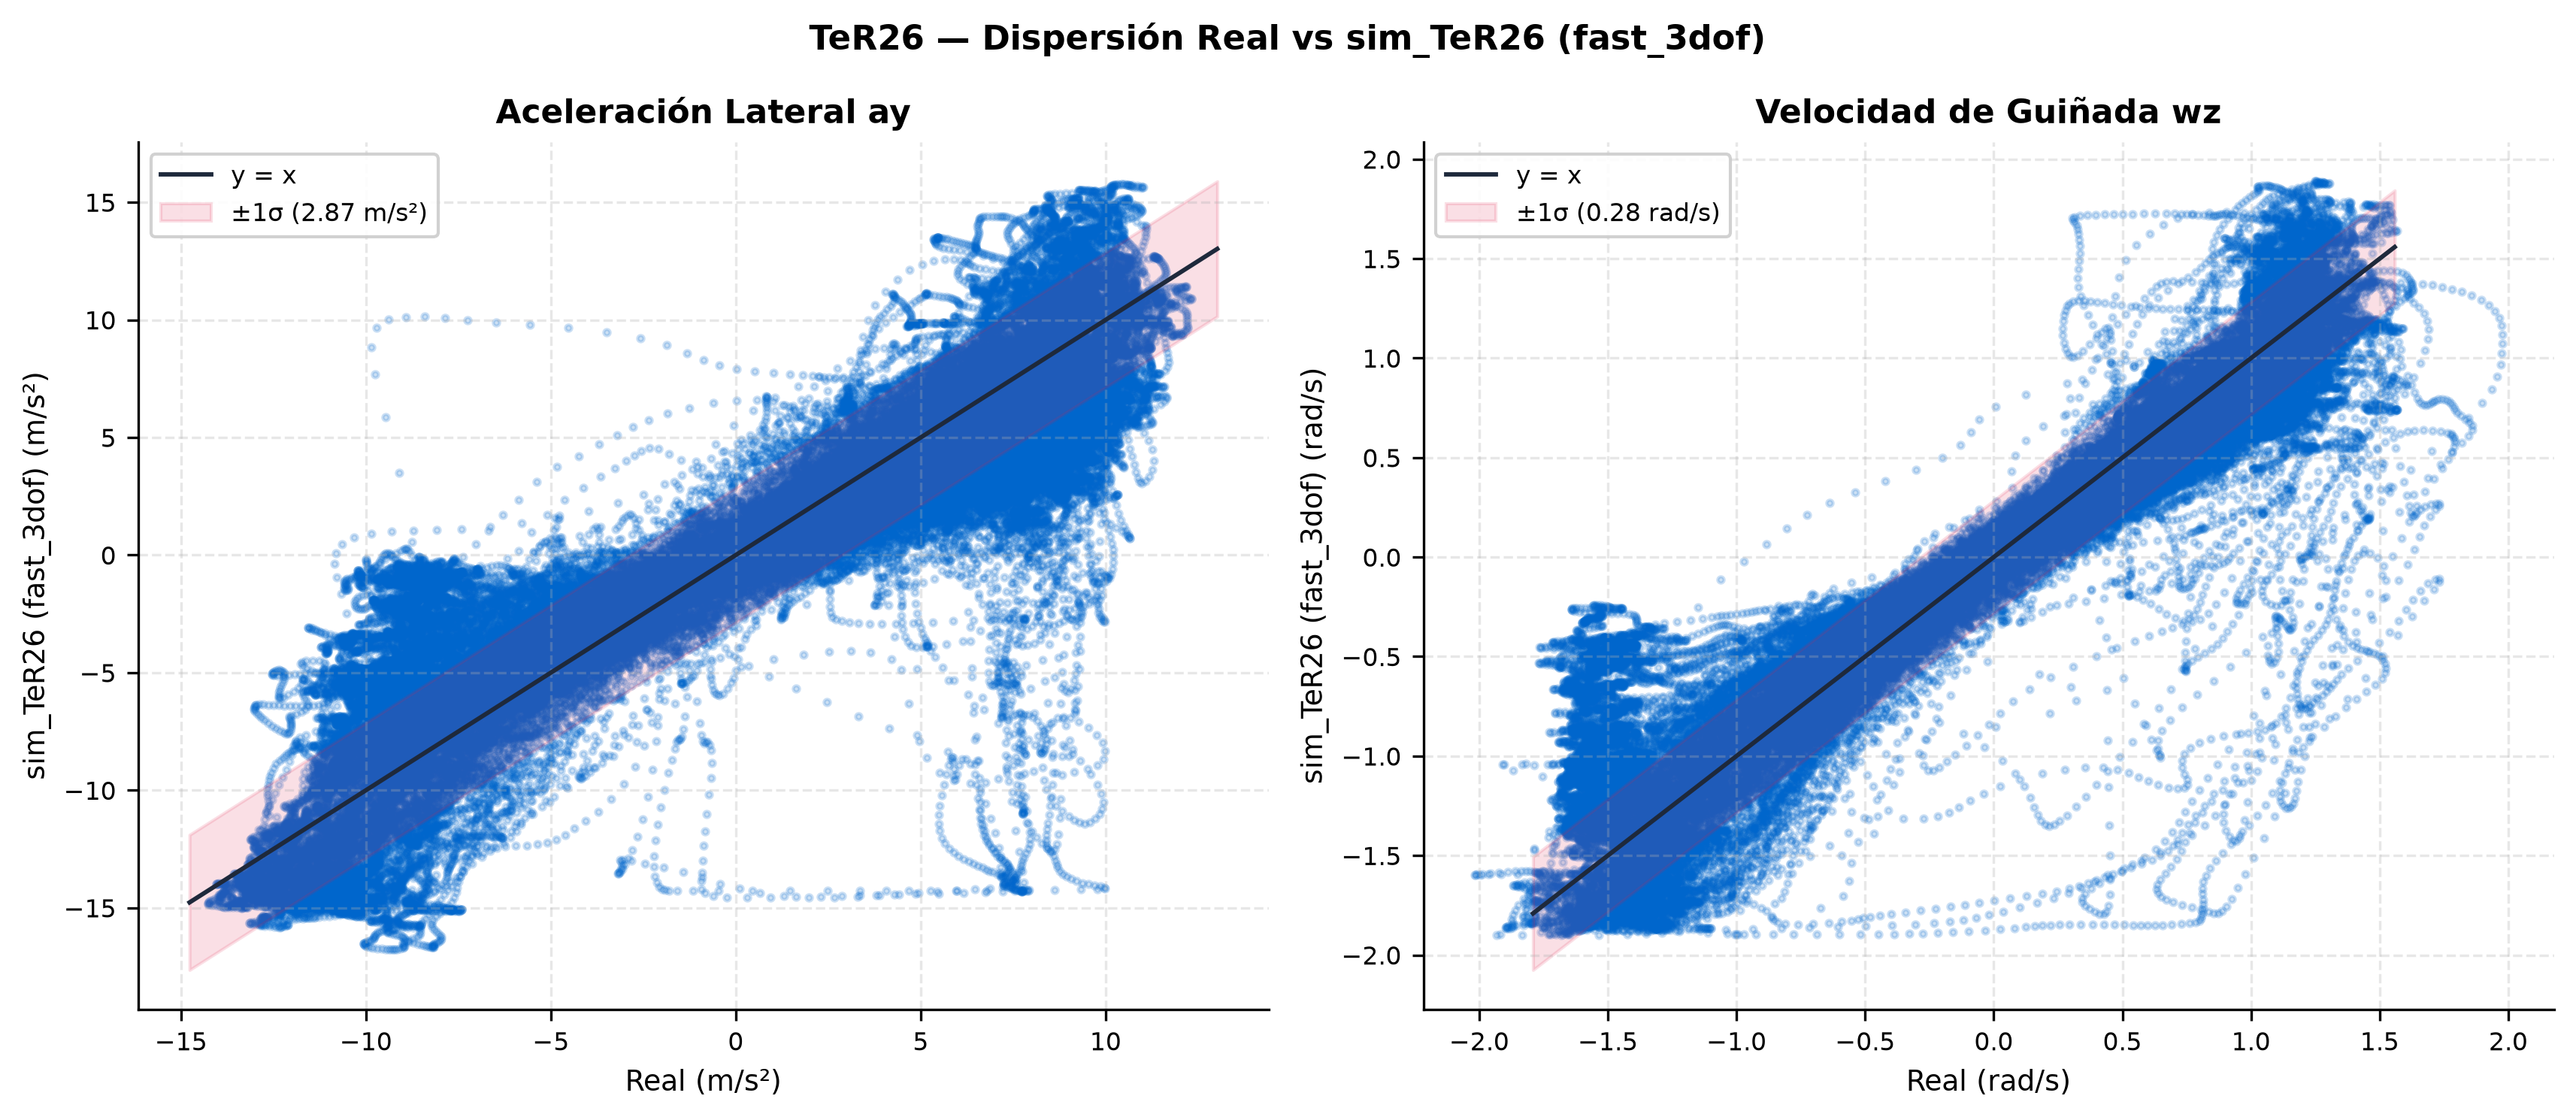 TeR26 — Dispersión Real vs sim_TeR26 (fast_3dof)
Aceleración Lateral ay
y = x
±1σ (2.87 m/s²)
sim_TeR26 (fast_3dof) (m/s²)
15
10
5
0
−5
−10
−15
−15
−10
−5
0
5
10
Real (m/s²)
Velocidad de Guiñada wz
y = x
±1σ (0.28 rad/s)
sim_TeR26 (fast_3dof) (rad/s)
2.0
1.5
1.0
0.5
0.0
−0.5
−1.0
−1.5
−2.0
−2.0
−1.5
−1.0
−0.5
0.0
0.5
1.0
1.5
2.0
Real (rad/s)